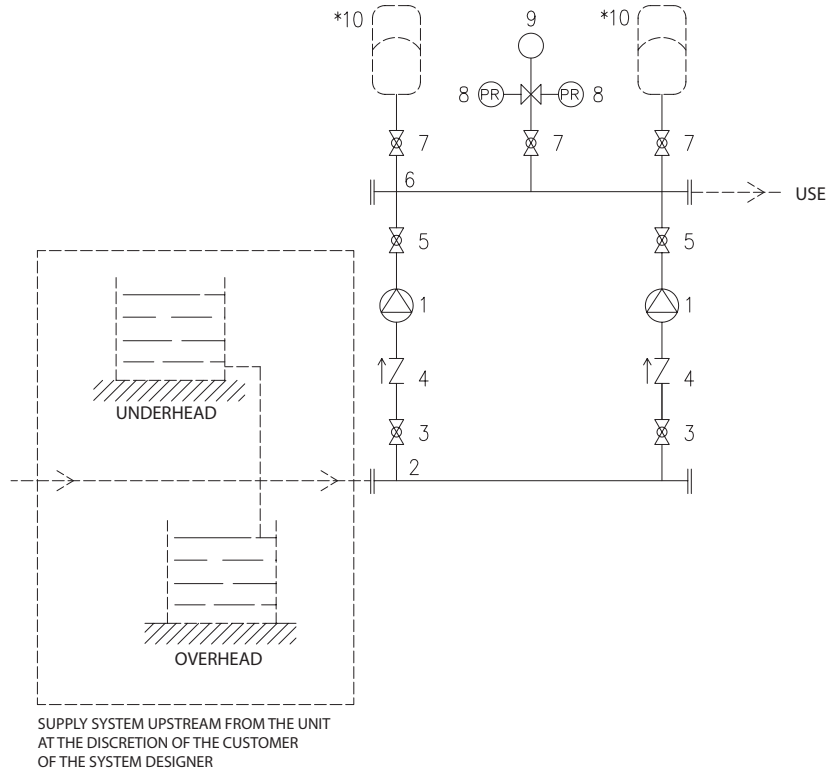 *10
9
*10
8 PR PR 8
7
7
7
6
USE
5
5
1
1
4
4
UNDERHEAD
3
3
2
OVERHEAD
SUPPLY SYSTEM UPSTREAM FROM THE UNIT
AT THE DISCRETION OF THE CUSTOMER
OF THE SYSTEM DESIGNER